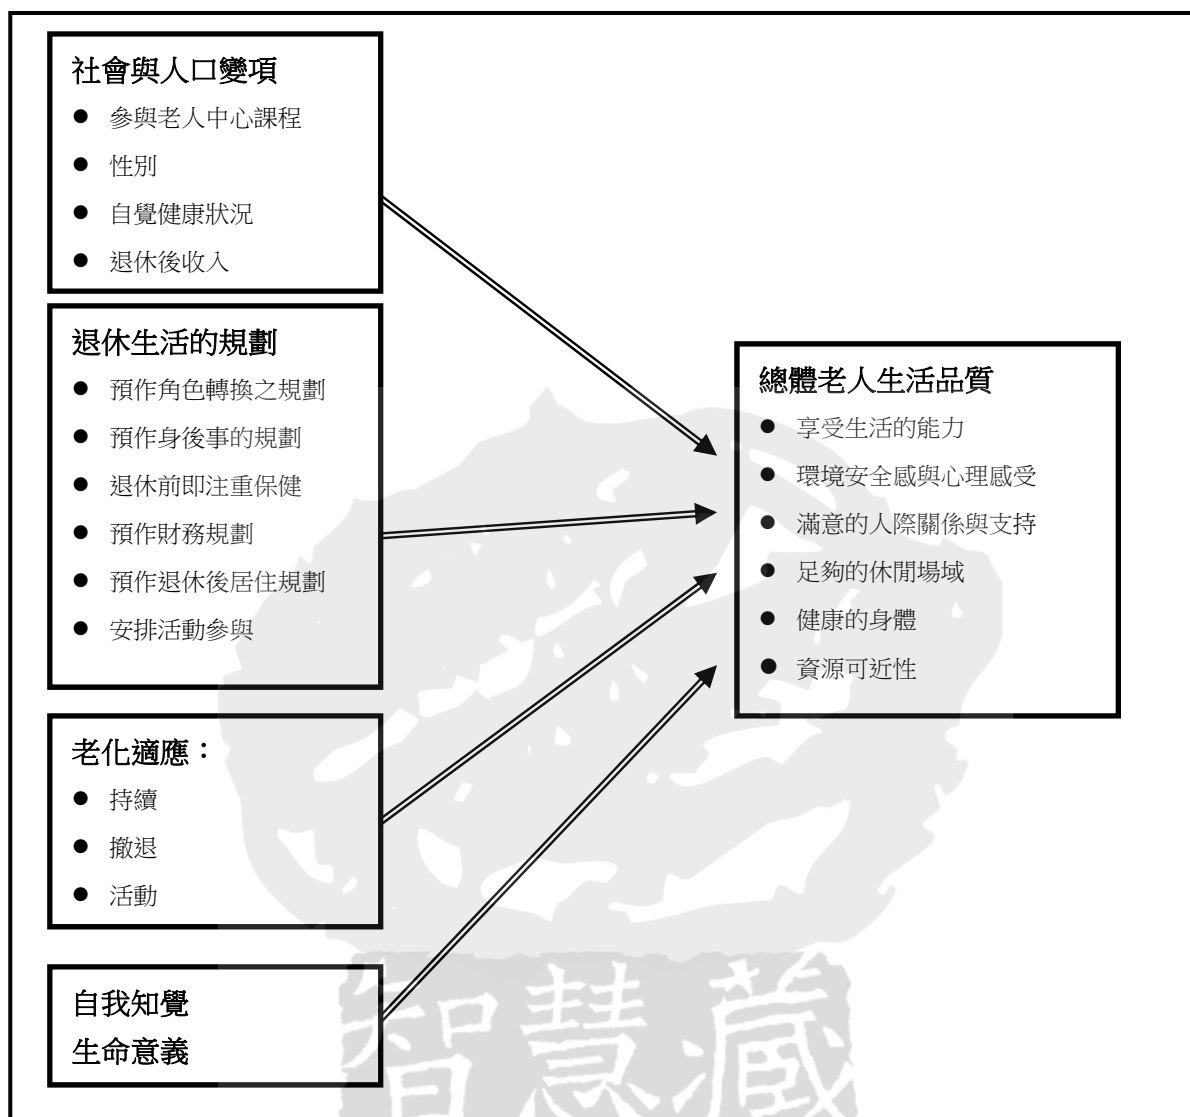 社會與人口變項
● 參與老人中心課程
● 性別
● 自覺健康狀況
● 退休後收入
退休生活的規劃
● 預作角色轉換之規劃
● 預作身後事的規劃
● 退休前即注重保健
● 預作財務規劃
● 預作退休後居住規劃
● 安排活動參與
老化適應：
● 持續
● 撤退
● 活動
自我知覺
生命意義
總體老人生活品質
● 享受生活的能力
● 環境安全感與心理感受
● 滿意的人際關係與支持
● 足夠的休閒場域
● 健康的身體
● 資源可近性
智慧藏